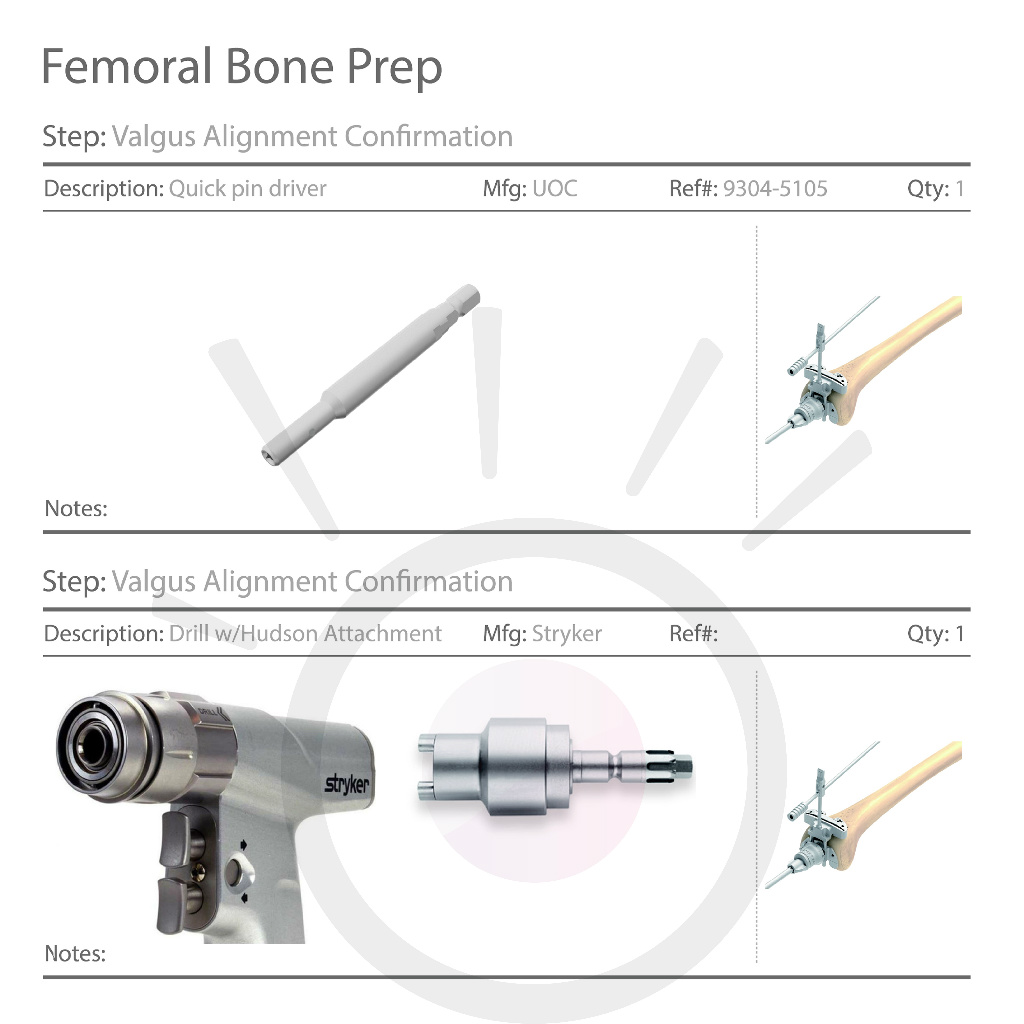 Femoral Bone Prep
Step: Valgus Alignment Confirmation
Description: Quick pin driver Mfg: UOC Ref#: 9304-5105 Qty: 1
Notes:
Step: Valgus Alignment Confirmation
Description: Drill w/Hudson Attachment Mfg: Stryker Ref#: Qty: 1
DRILL
stryker
Notes: